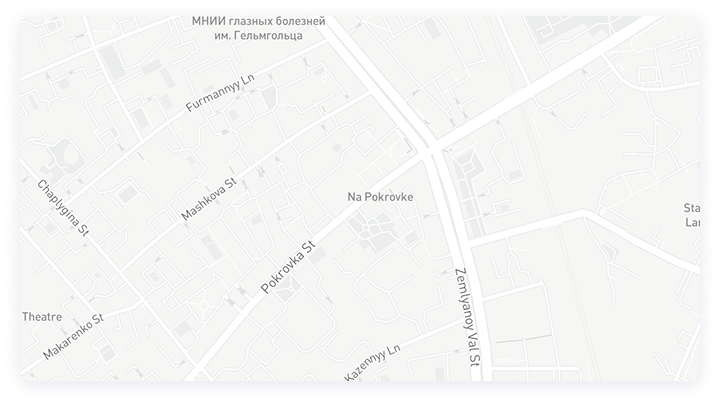 МНИИ глазных болезней
им. Гельмгольца
Furmannyy Ln
Mashkova St
Chaplygina St
Na Pokrovke
Sta
Lan
Pokrovka St
Zemlyanoy Val St
Theatre
Makarenko St
Kazennyy Ln